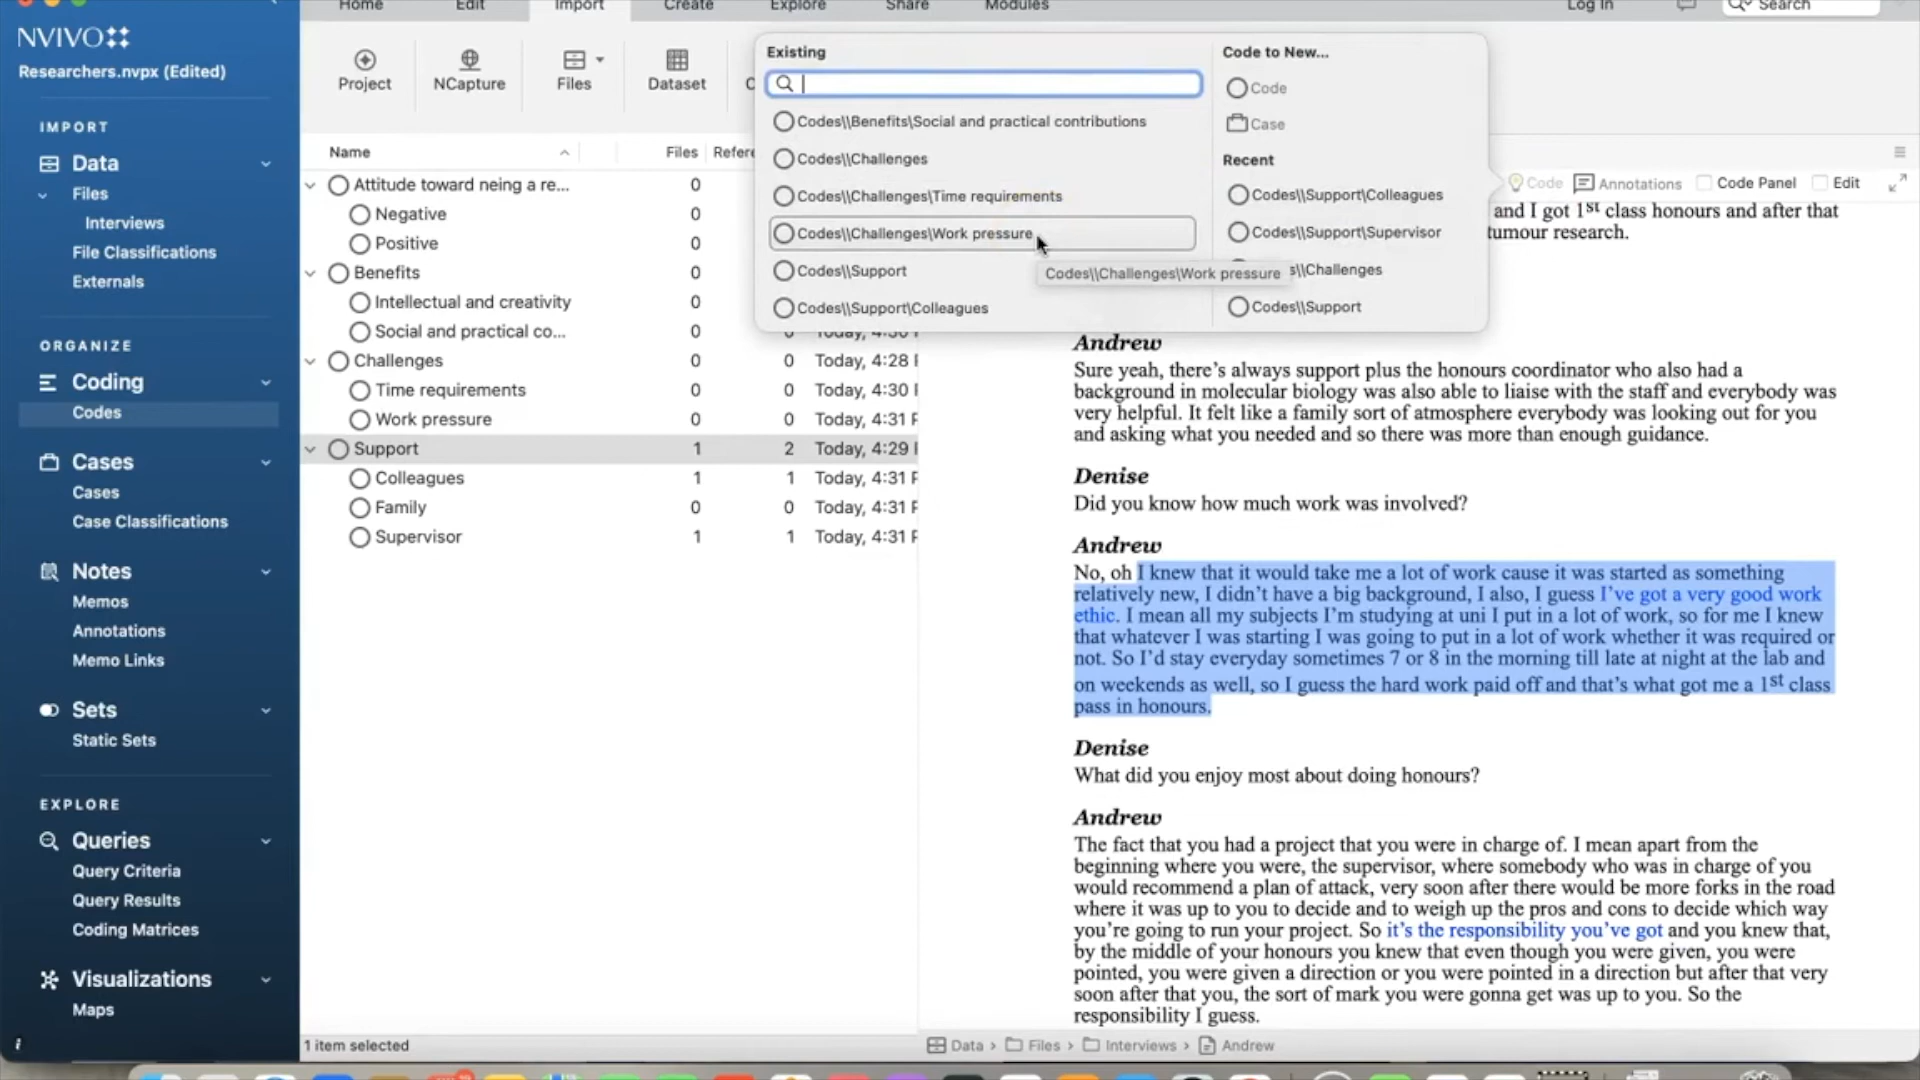 Home Edit Import Create Explore Share Modules Log In Search
NVIVO
Researchers.nvpx (Edited)
IMPORT
Data
Files
Interviews
File Classifications
Externals
ORGANIZE
Coding
Codes
Cases
Cases
Case Classifications
Notes
Memos
Annotations
Memo Links
Sets
Static Sets
EXPLORE
Queries
Query Criteria
Query Results
Coding Matrices
Visualizations
Maps
Project
NCapture
Files
Dataset
Existing
Codes\\Benefits\Social and practical contributions
Codes\\Challenges
Codes\\Challenges\Time requirements
Codes\\Challenges\Work pressure
Codes\\Support
Codes\\Support\Colleagues
Codes\\Challenges\Work pressure
Code to New...
Code
Case
Recent
Codes\\Support\Colleagues
Codes\\Support\Supervisor
s\\Challenges
Codes\\Support
Name Files Refere
Attitude toward neing a re... 0
Negative 0
Positive 0
Benefits 0
Intellectual and creativity 0
Social and practical co... 0 Today, 4:30
Challenges 0 0 Today, 4:28
Time requirements 0 0 Today, 4:30
Work pressure 0 0 Today, 4:31
Support 1 2 Today, 4:29
Colleagues 1 1 Today, 4:31
Family 0 0 Today, 4:31
Supervisor 1 1 Today, 4:31
Code Annotations Code Panel Edit
and I got 1st class honours and after that
tumour research.
Andrew
Sure yeah, there's always support plus the honours coordinator who also had a
background in molecular biology was also able to liaise with the staff and everybody was
very helpful. It felt like a family sort of atmosphere everybody was looking out for you
and asking what you needed and so there was more than enough guidance.
Denise
Did you know how much work was involved?
Andrew
No, oh I knew that it would take me a lot of work cause it was started as something
relatively new, I didn't have a big background, I also, I guess I've got a very good work
ethic. I mean all my subjects I'm studying at uni I put in a lot of work, so for me I knew
that whatever I was starting I was going to put in a lot of work whether it was required or
not. So I'd stay everyday sometimes 7 or 8 in the morning till late at night at the lab and
on weekends as well, so I guess the hard work paid off and that's what got me a 1st class
pass in honours.
Denise
What did you enjoy most about doing honours?
Andrew
The fact that you had a project that you were in charge of. I mean apart from the
beginning where you were, the supervisor, where somebody who was in charge of you
would recommend a plan of attack, very soon after there would be more forks in the road
where it was up to you to decide and to weigh up the pros and cons to decide which way
you're going to run your project. So it's the responsibility you've got and you knew that,
by the middle of your honours you knew that even though you were given, you were
pointed, you were given a direction or you were pointed in a direction but after that very
soon after that you, the sort of mark you were gonna get was up to you. So the
responsibility I guess.
1 item selected
Data › Files › Interviews › Andrew